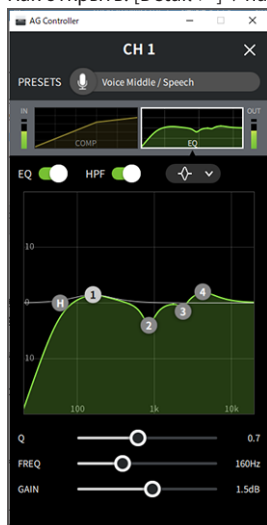 AG Controller
CH 1
PRESETS Voice Middle / Speech
IN OUT
COMP EQ
EQ HPF
10
0
10
H 1 2 3 4
100 1k 10k
Q 0.7
FREQ 160Hz
GAIN 1.5dB